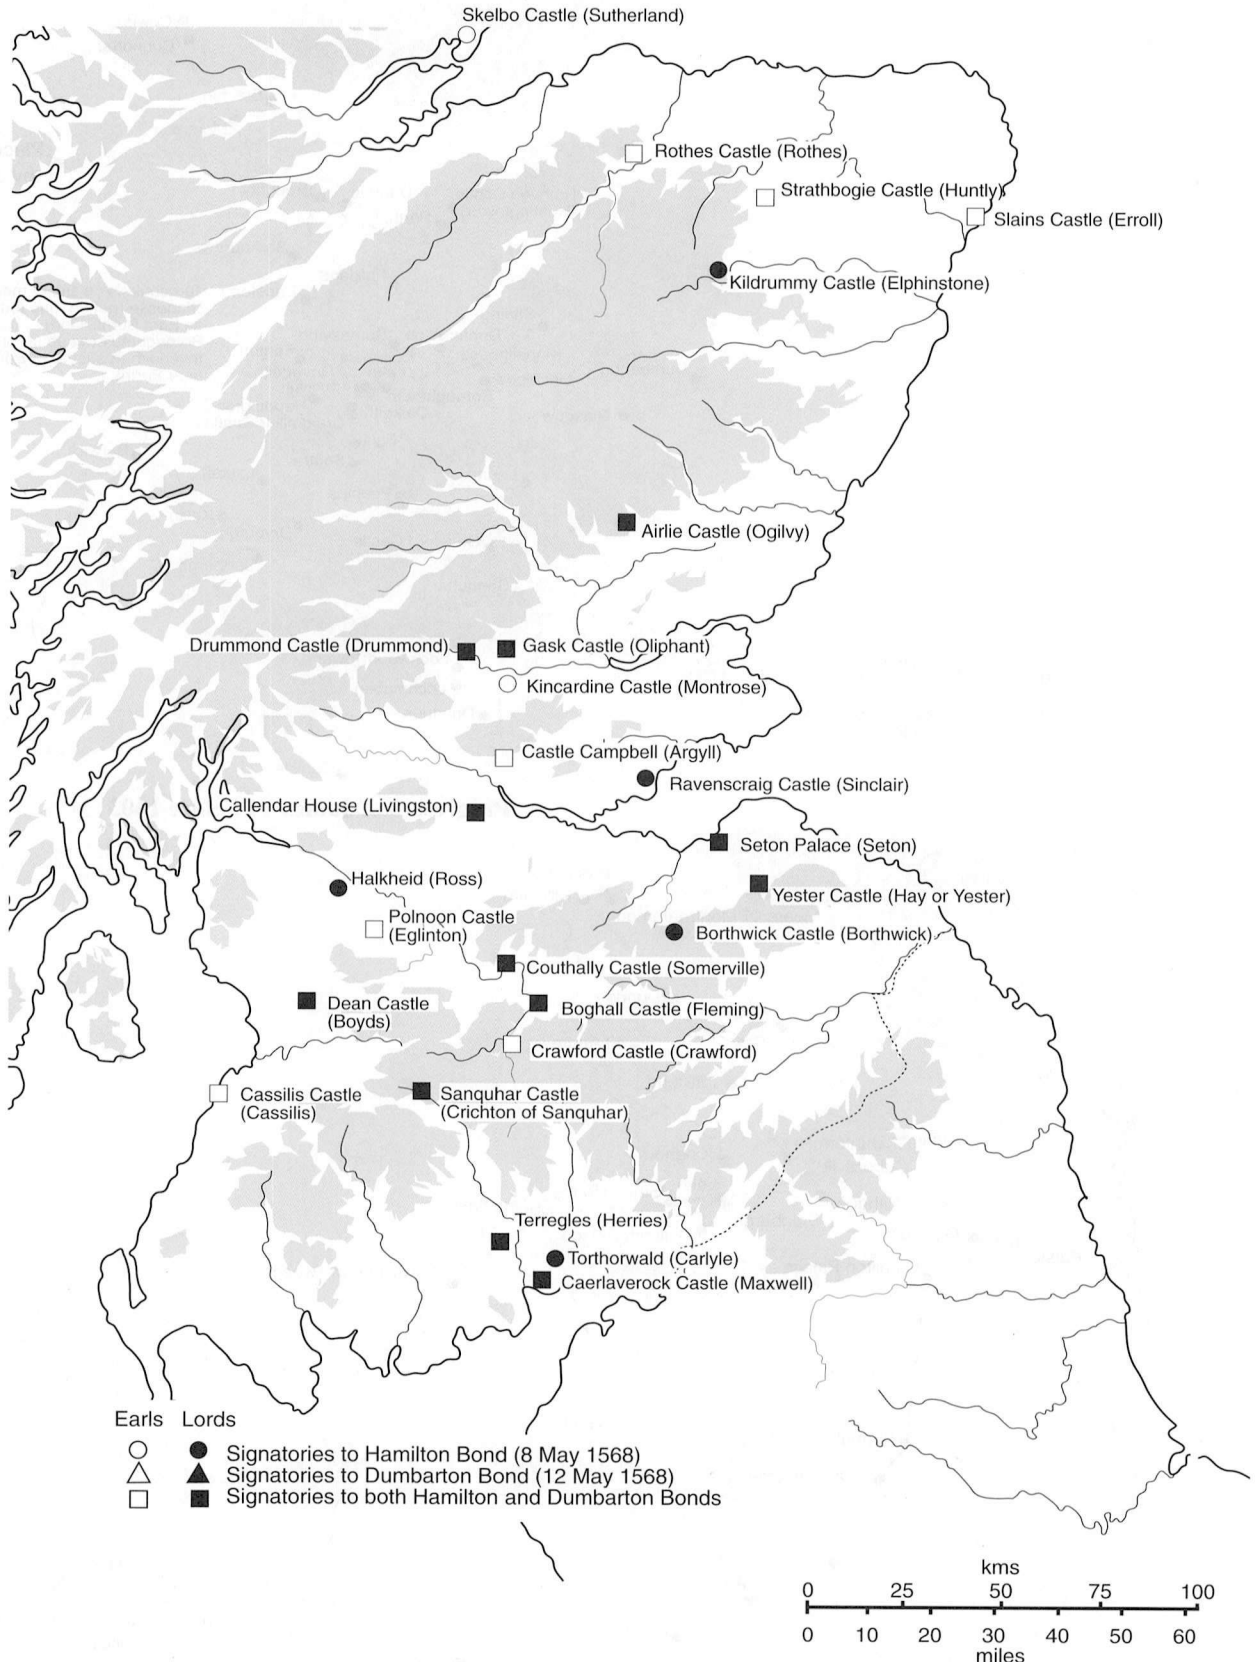 Skelbo Castle (Sutherland)
Rothes Castle (Rothes)
Strathbogie Castle (Huntly)
Slains Castle (Erroll)
Kildrummy Castle (Elphinstone)
Airlie Castle (Ogilvy)
Drummond Castle (Drummond)
Gask Castle (Oliphant)
Kincardine Castle (Montrose)
Castle Campbell (Argyll)
Ravenscraig Castle (Sinclair)
Callendar House (Livingston)
Seton Palace (Seton)
Halkheid (Ross)
Yester Castle (Hay or Yester)
Polnoon Castle
(Eglinton)
Borthwick Castle (Borthwick)
Couthally Castle (Somerville)
Dean Castle
(Boyds)
Boghall Castle (Fleming)
Crawford Castle (Crawford)
Cassilis Castle
(Cassilis)
Sanquhar Castle
(Crichton of Sanquhar)
Terregles (Herries)
Torthorwald (Carlyle)
Caerlaverock Castle (Maxwell)
Earls Lords
Signatories to Hamilton Bond (8 May 1568)
Signatories to Dumbarton Bond (12 May 1568)
Signatories to both Hamilton and Dumbarton Bonds
kms
0 25 50 75 100
0 10 20 30 40 50 60
miles